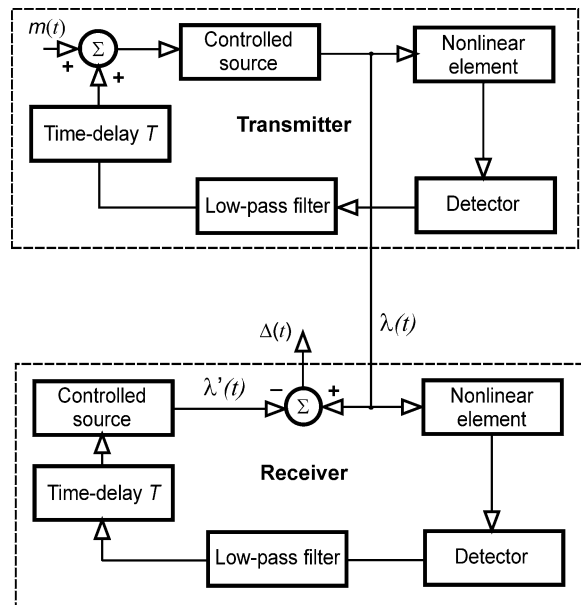 m(t)
+
Σ
+
Controlled
source
Nonlinear
element
Time-delay T
Transmitter
Low-pass filter
Detector
Δ(t)
λ(t)
Controlled
source
λ'(t)
−
Σ
+
Nonlinear
element
Time-delay T
Receiver
Low-pass filter
Detector